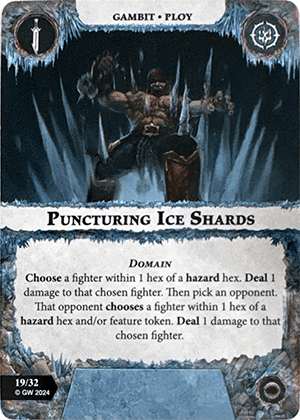 GAMBIT • PLOY
PUNCTURING ICE SHARDS
DOMAIN
Choose a fighter within 1 hex of a hazard hex. Deal 1
damage to that chosen fighter. Then pick an opponent.
That opponent chooses a fighter within 1 hex of a
hazard hex and/or feature token. Deal 1 damage to that
chosen fighter.
19/32
© GW 2024